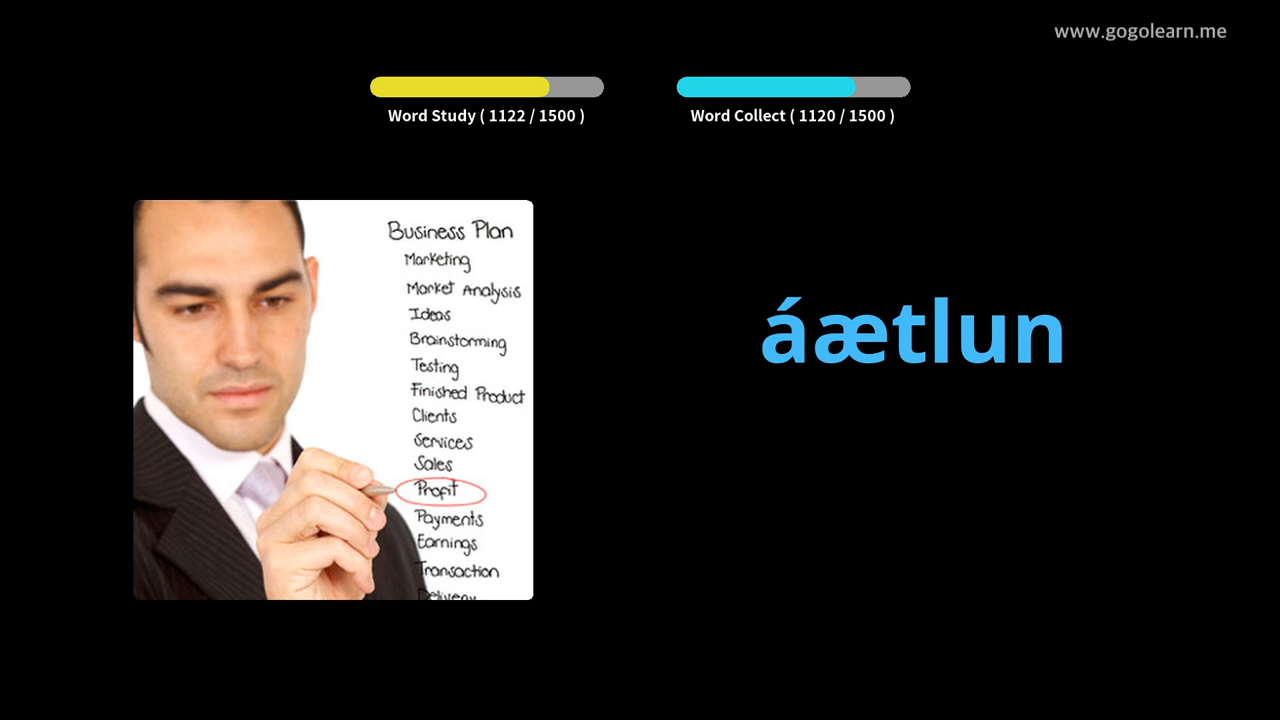 www.gogolearn.me
Word Study ( 1122 / 1500 )
Word Collect ( 1120 / 1500 )
Business Plan
Marketing
Market Analysis
Ideas
Brainstorming
Testing
Finished Product
Clients
Services
Sales
Profit
Payments
Earnings
Transaction
Delivery
áætlun